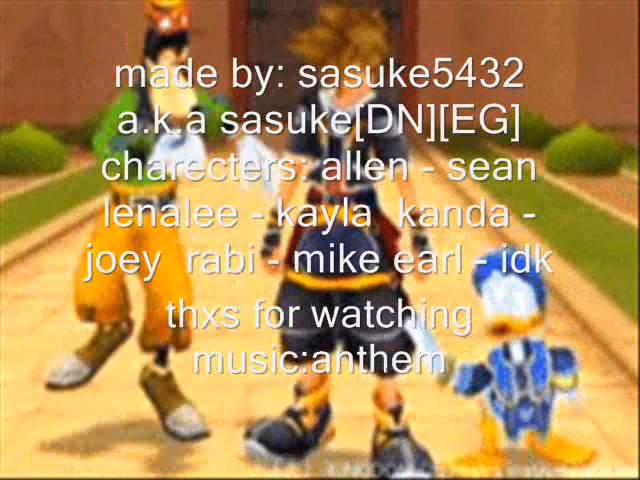 made by: sasuke5432
a.k.a sasuke[DN][EG]
charecters: allen - sean
lenalee - kayla  kanda -
joey  rabi - mike earl - idk
thxs for watching
music:anthem